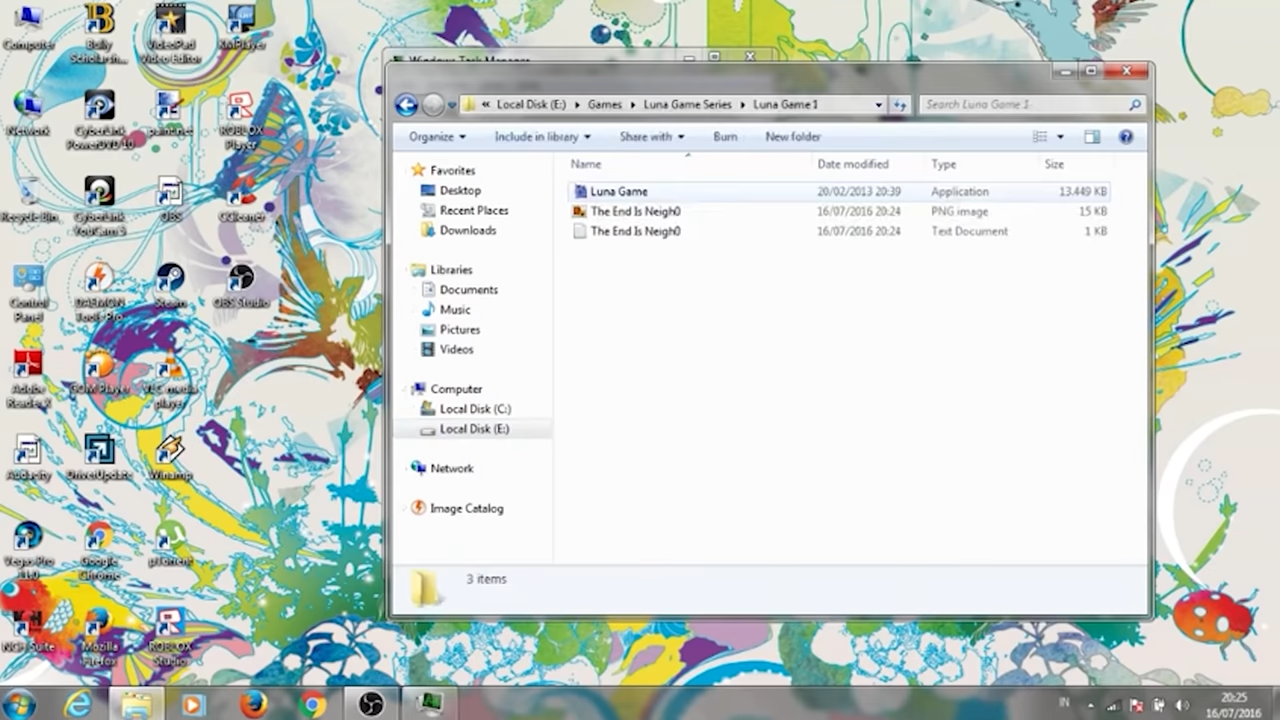 Computer
Bully Scholarsh...
VideoPad Video Editor
KMPlayer
Network
CyberLink PowerDVD 10
paint.net
ROBLOX Player
Recycle Bin
CyberLink YouCam 5
OBS
CCleaner
Control Panel
DAEMON Tools Pro
Steam
OBS Studio
Adobe Reader X
GOM Player
VLC media player
Audacity
DriverUpdate
Winamp
Vegas Pro 11.0
Google Chrome
µTorrent
NCH Suite
Mozilla Firefox
ROBLOX Studio
Windows Task Manager
« Local Disk (E:) ▸ Games ▸ Luna Game Series ▸ Luna Game 1
Search Luna Game 1
Organize Include in library Share with Burn New folder
Favorites
Desktop
Recent Places
Downloads
Libraries
Documents
Music
Pictures
Videos
Computer
Local Disk (C:)
Local Disk (E:)
Network
Image Catalog
Name Date modified Type Size
Luna Game 20/02/2013 20:39 Application 13.449 KB
The End Is Neigh0 16/07/2016 20:24 PNG image 15 KB
The End Is Neigh0 16/07/2016 20:24 Text Document 1 KB
3 items
IN
20:25
16/07/2016